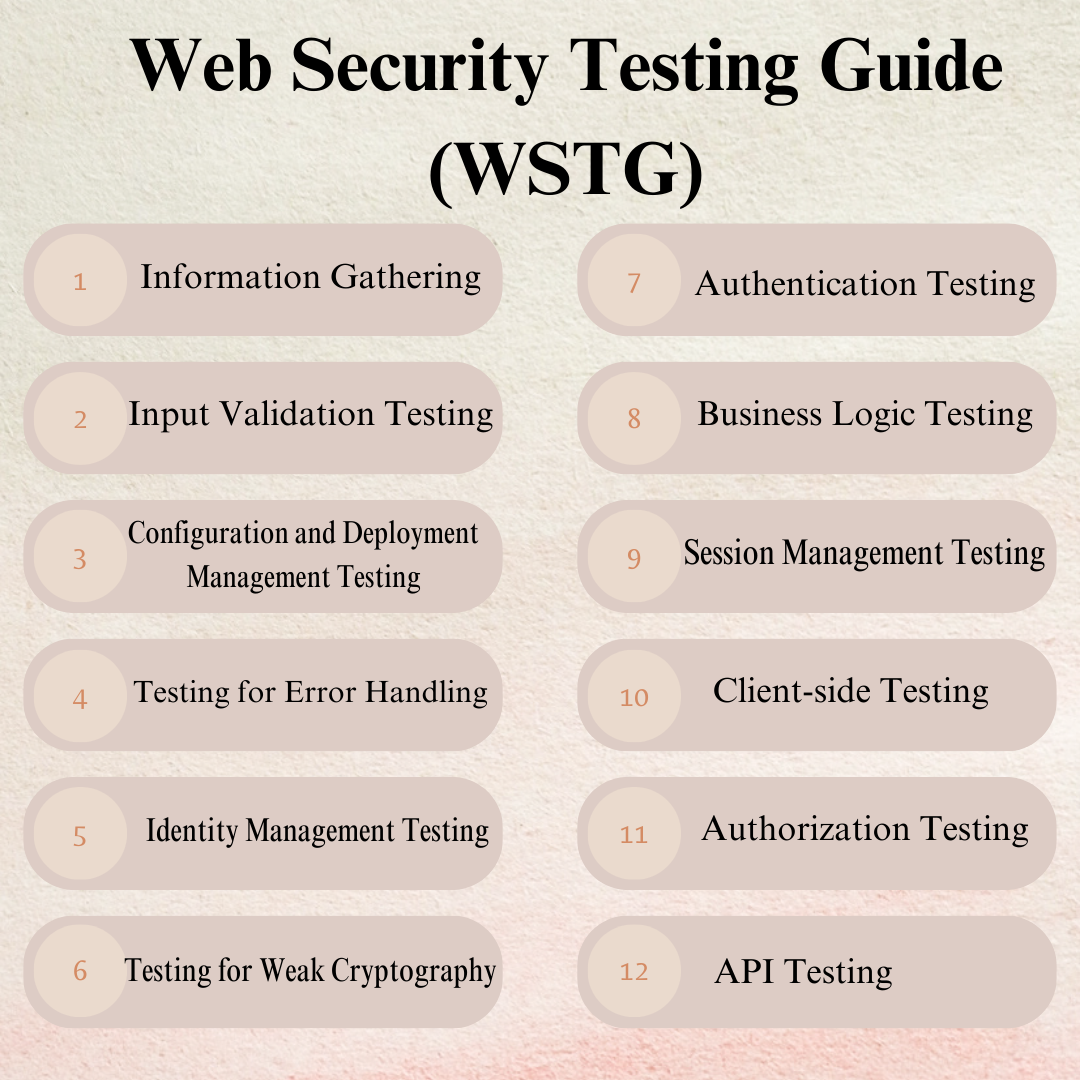 Web Security Testing Guide
(WSTG)
1 Information Gathering
2 Input Validation Testing
3 Configuration and Deployment
Management Testing
4 Testing for Error Handling
5 Identity Management Testing
6 Testing for Weak Cryptography
7 Authentication Testing
8 Business Logic Testing
9 Session Management Testing
10 Client-side Testing
11 Authorization Testing
12 API Testing